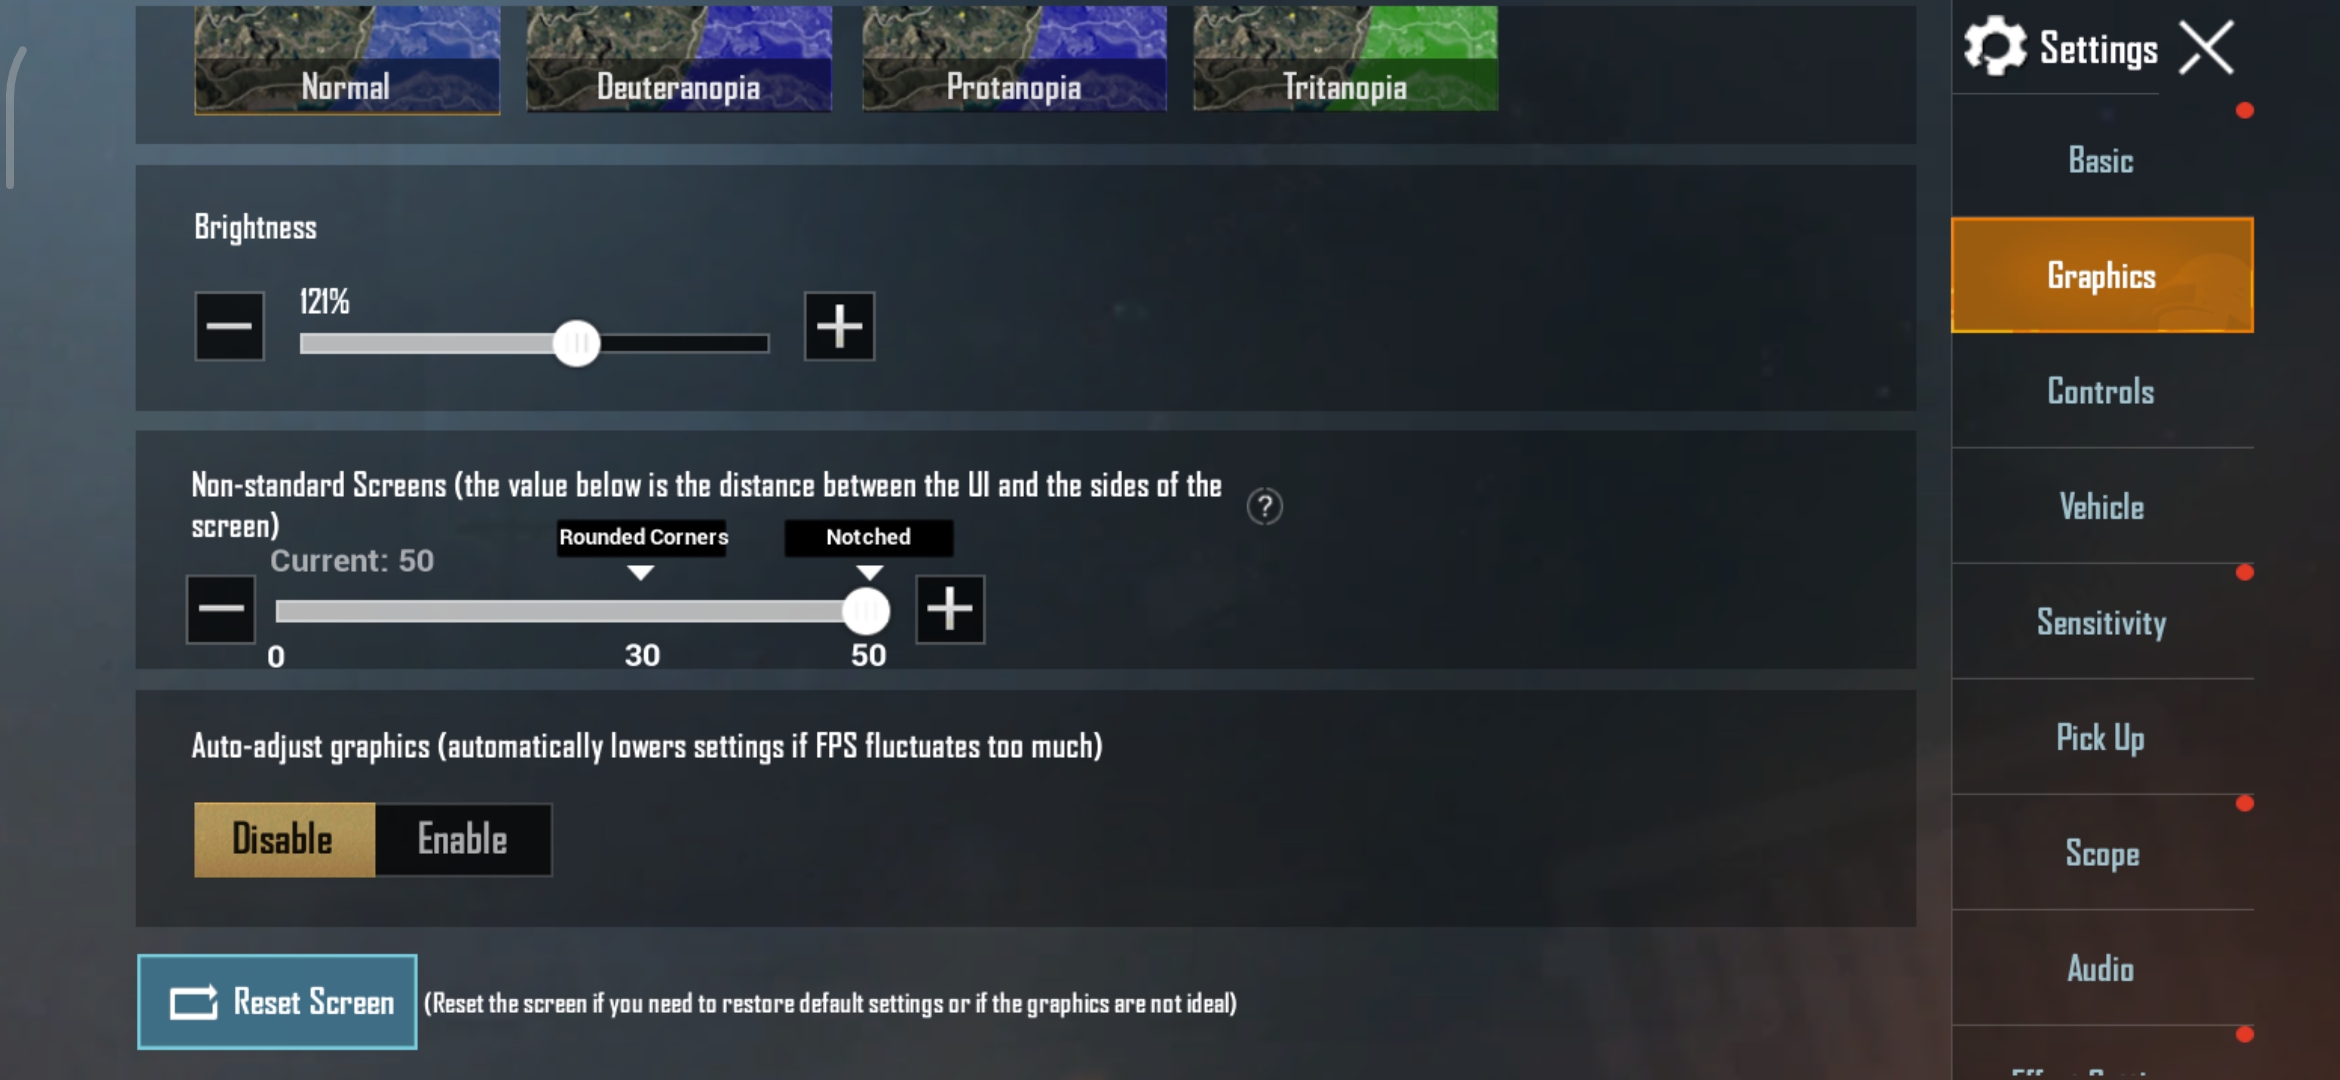 Normal
Deuteranopia
Protanopia
Tritanopia
Brightness
121%
Non-standard Screens (the value below is the distance between the UI and the sides of the
screen)
?
Rounded Corners
Notched
Current: 50
0
30
50
Auto-adjust graphics (automatically lowers settings if FPS fluctuates too much)
Disable
Enable
Reset Screen
(Reset the screen if you need to restore default settings or if the graphics are not ideal)
Settings
Basic
Graphics
Controls
Vehicle
Sensitivity
Pick Up
Scope
Audio